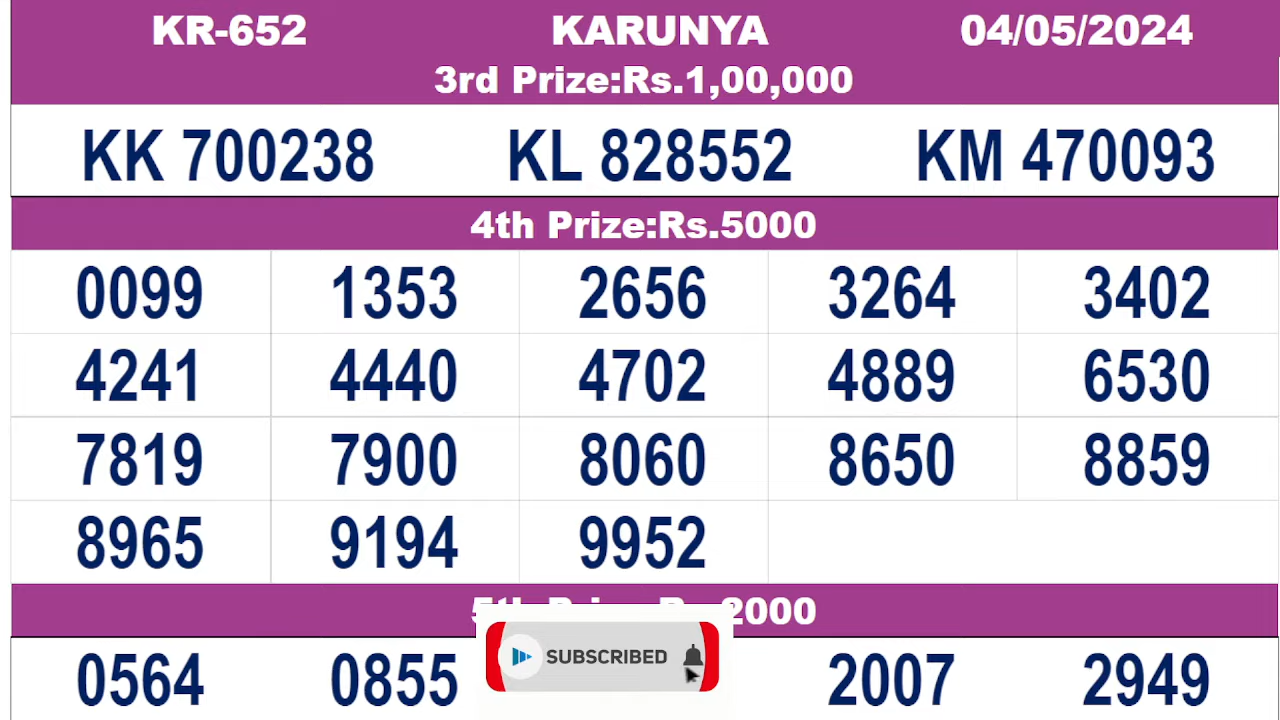 KR-652 KARUNYA 04/05/2024
3rd Prize:Rs.1,00,000
KK 700238 KL 828552 KM 470093
4th Prize:Rs.5000
0099 1353 2656 3264 3402
4241 4440 4702 4889 6530
7819 7900 8060 8650 8859
8965 9194 9952
2000
SUBSCRIBED
0564 0855 2007 2949